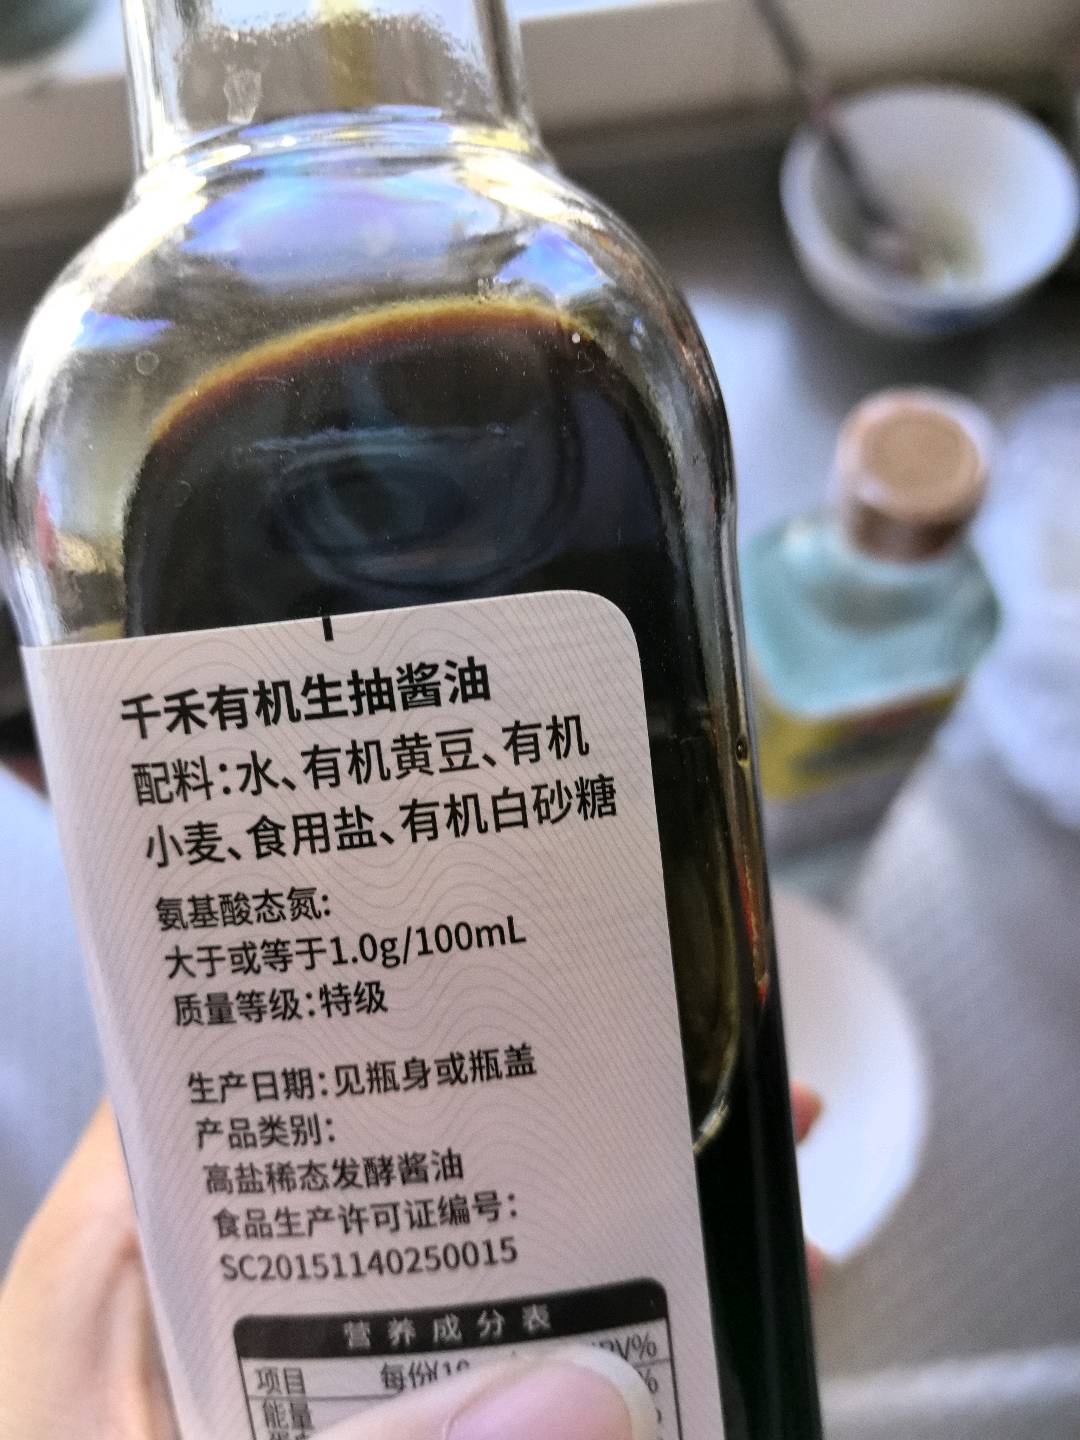 千禾有机生抽酱油
配料：水、有机黄豆、有机
小麦、食用盐、有机白砂糖
氨基酸态氮：
大于或等于1.0g/100mL
质量等级：特级
生产日期：见瓶身或瓶盖
产品类别：
高盐稀态发酵酱油
食品生产许可证编号：
SC20151140250015
营养成分表
项目 每份(10
能量